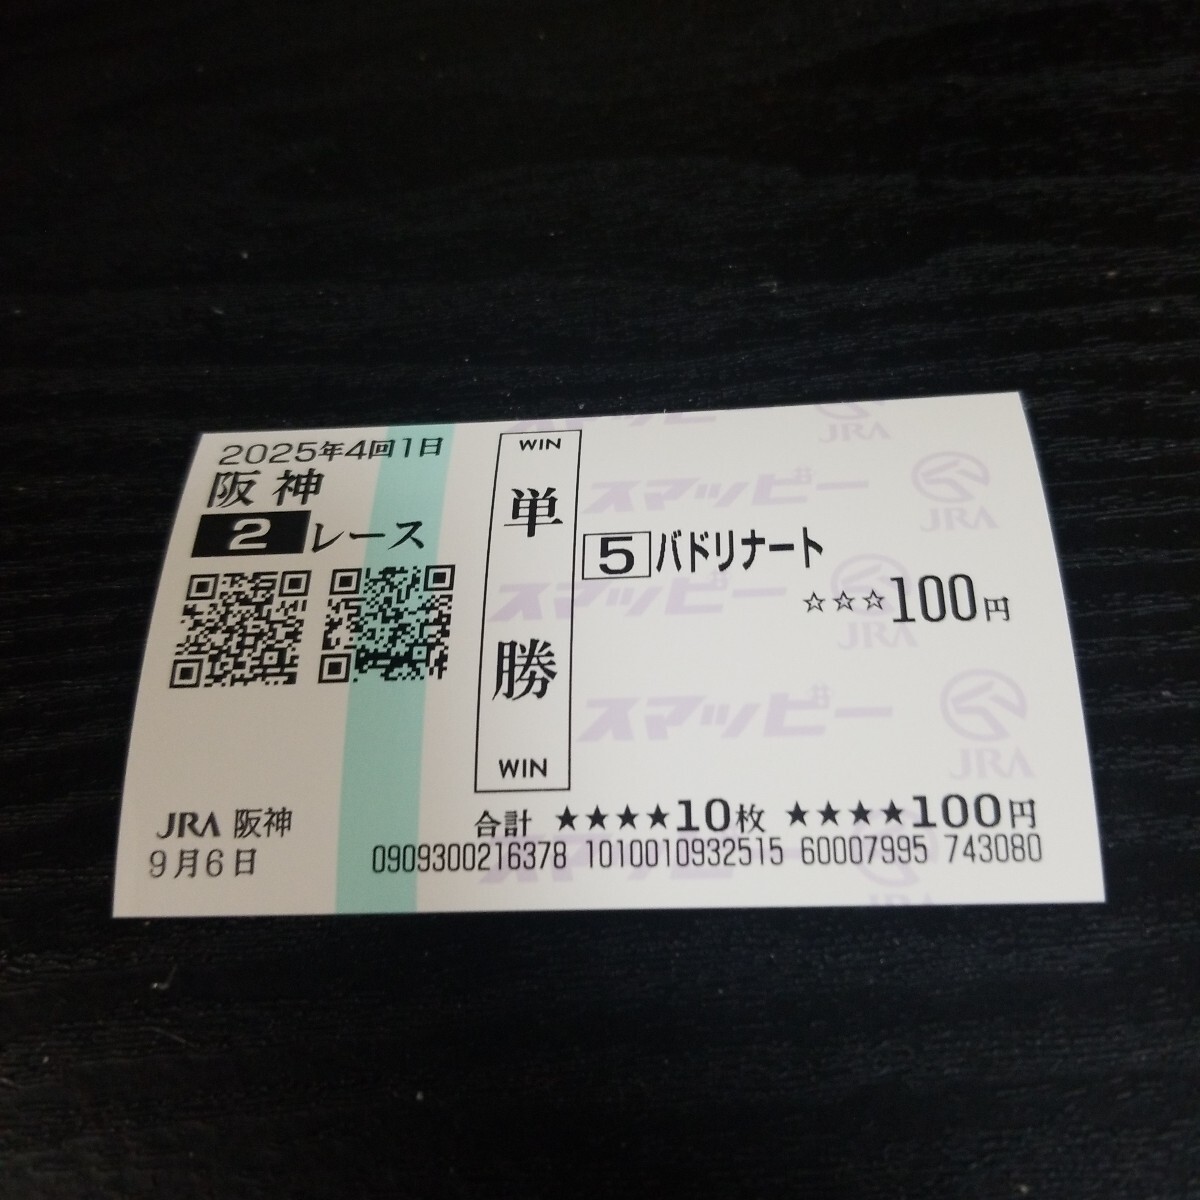 2025年4回1日
阪神
2レース
WIN
単勝
WIN
5 バドリナート
☆☆☆100円
合計 ★★★★10枚 ★★★★100円
0909300216378 1010010932515 60007995 743080
JRA 阪神
9月6日
スマッピー JRA
スマッピー JRA
スマッピー JRA